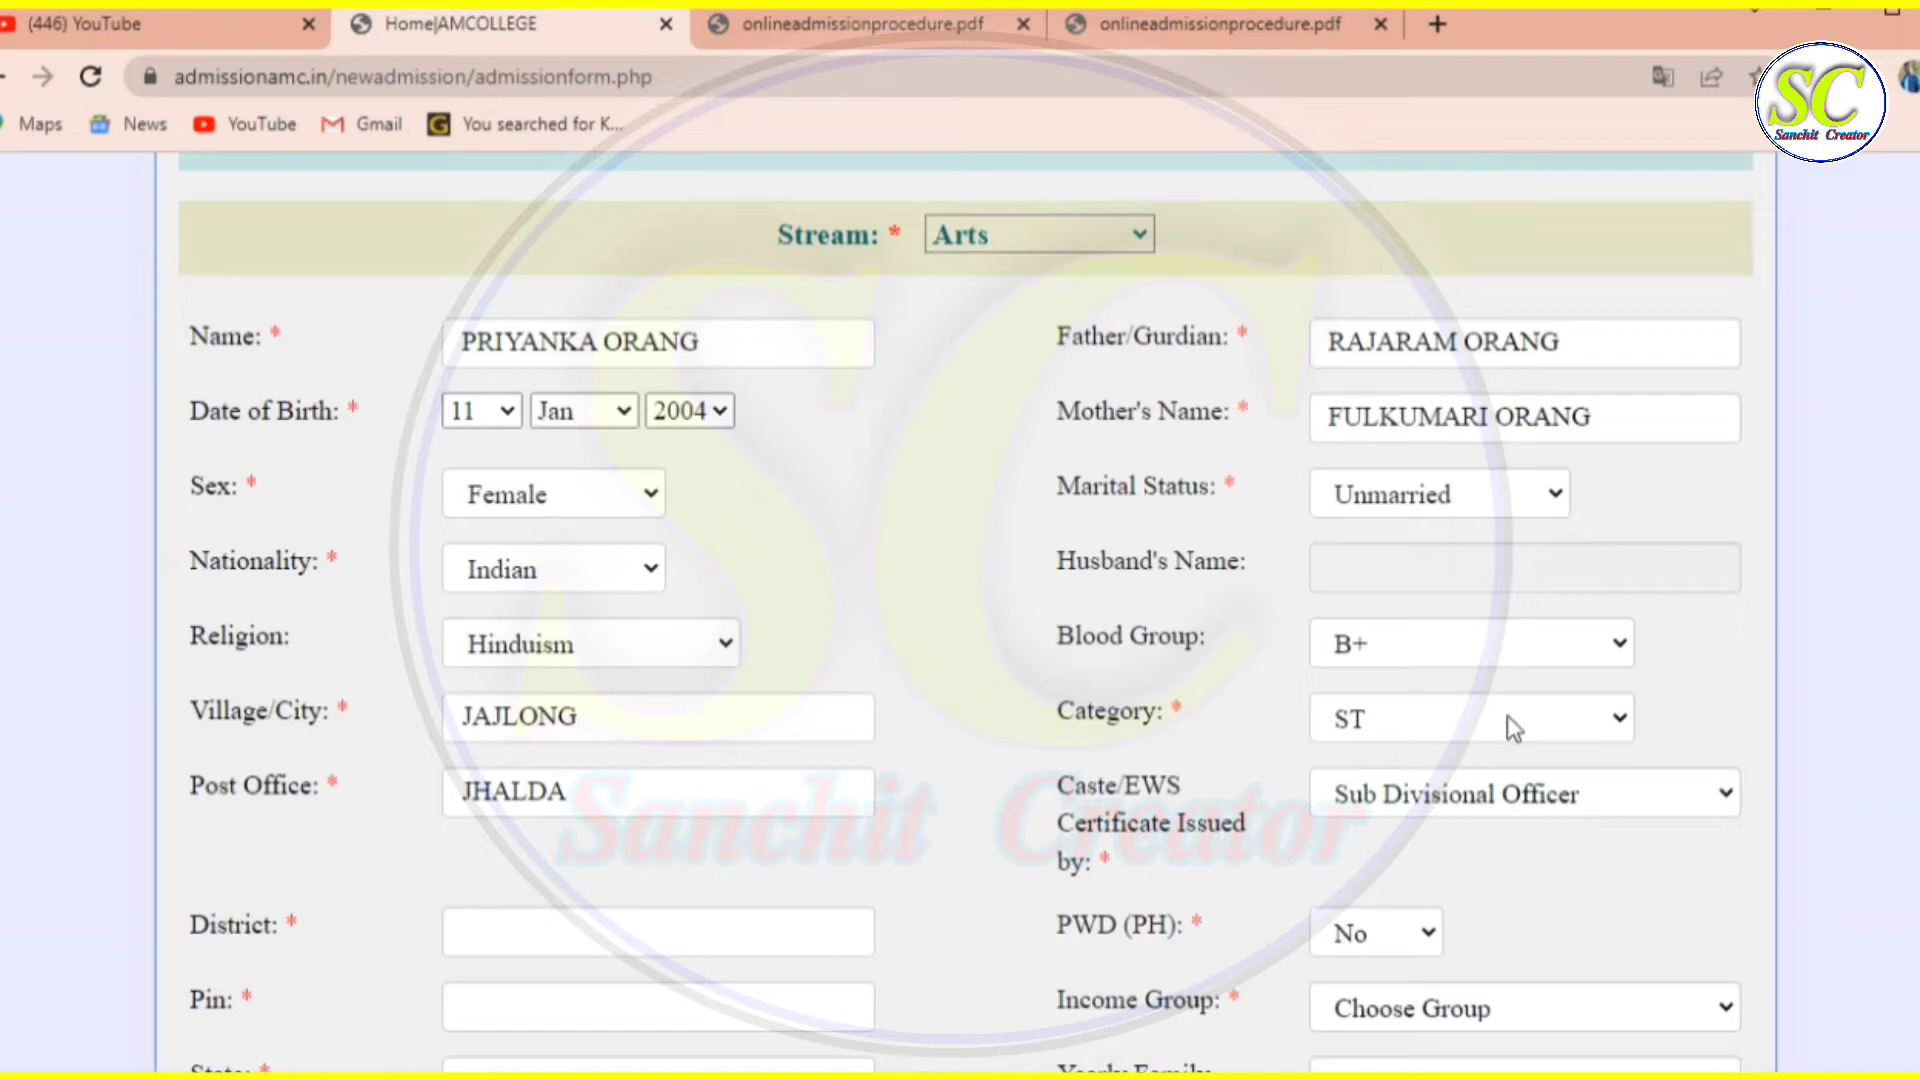 (446) YouTube
Home|AMCOLLEGE
onlineadmissionprocedure.pdf
onlineadmissionprocedure.pdf
admissionamc.in/newadmission/admissionform.php
SC
Sanchit Creator
Maps
News
YouTube
Gmail
You searched for K...
Stream: * Arts
Name: * PRIYANKA ORANG
Father/Gurdian: * RAJARAM ORANG
Date of Birth: * 11 Jan 2004
Mother's Name: * FULKUMARI ORANG
Sex: * Female
Marital Status: * Unmarried
Nationality: * Indian
Husband's Name:
Religion: Hinduism
Blood Group: B+
Village/City: * JAJLONG
Category: * ST
Post Office: * JHALDA
Caste/EWS
Certificate Issued
by: *
Sub Divisional Officer
SC
Sanchit Creator
District: *
PWD (PH): * No
Pin: *
Income Group: * Choose Group
State: *
Yearly Family